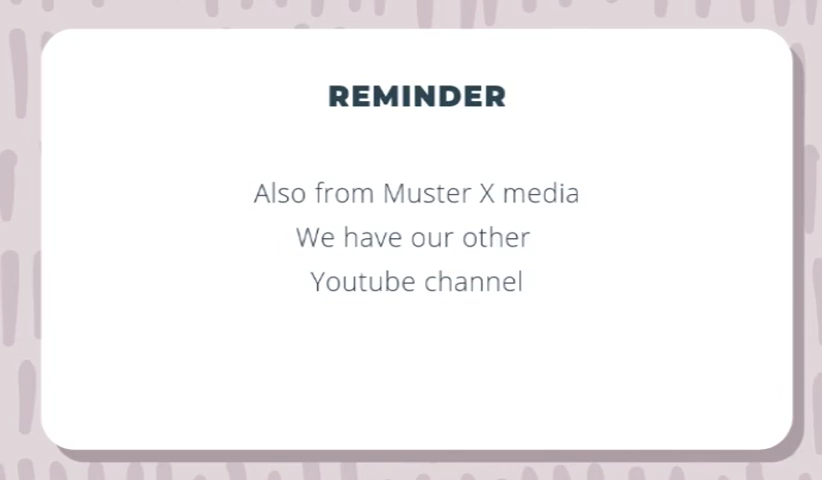 REMINDER
Also from Muster X media
We have our other
Youtube channel